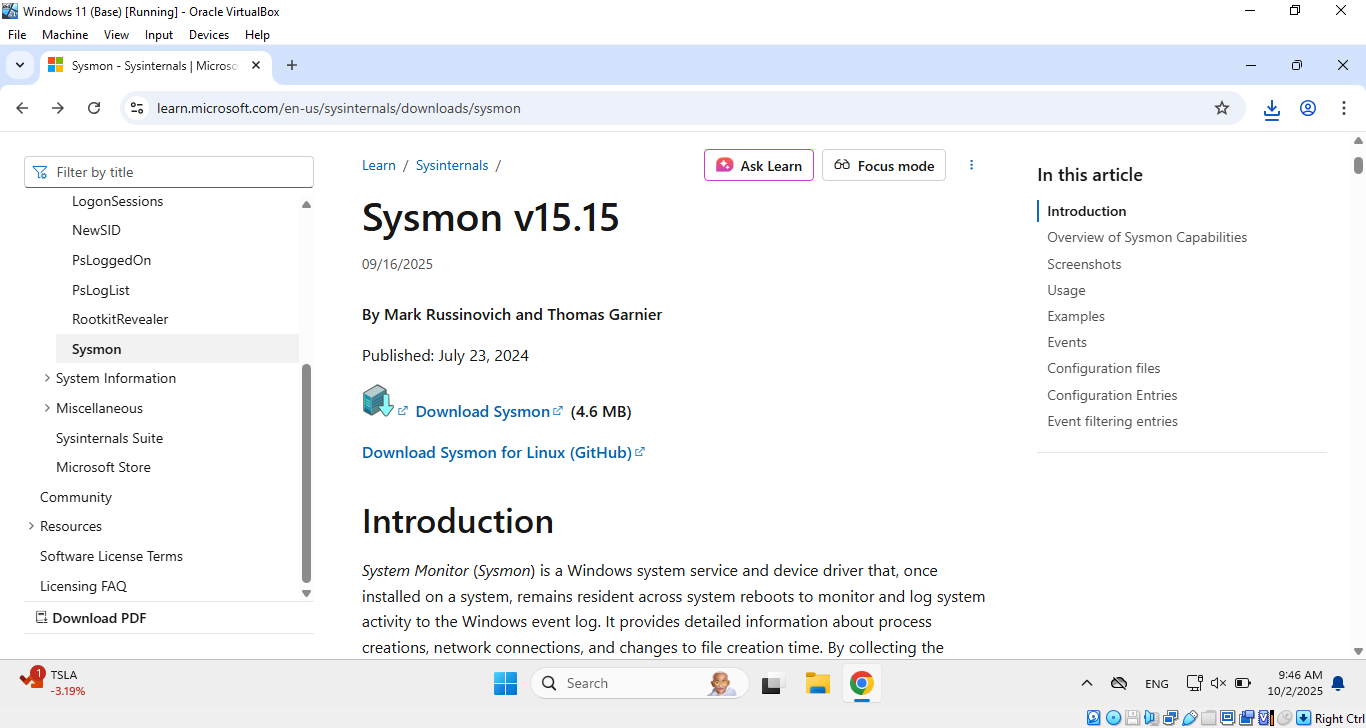 Windows 11 (Base) [Running] - Oracle VirtualBox
File Machine View Input Devices Help
Sysmon - Sysinternals | Microso
learn.microsoft.com/en-us/sysinternals/downloads/sysmon
Filter by title
LogonSessions
NewSID
PsLoggedOn
PsLogList
RootkitRevealer
Sysmon
System Information
Miscellaneous
Sysinternals Suite
Microsoft Store
Community
Resources
Software License Terms
Licensing FAQ
Download PDF
Learn / Sysinternals /
Ask Learn
Focus mode
Sysmon v15.15
09/16/2025
By Mark Russinovich and Thomas Garnier
Published: July 23, 2024
Download Sysmon (4.6 MB)
Download Sysmon for Linux (GitHub)
Introduction
System Monitor (Sysmon) is a Windows system service and device driver that, once
installed on a system, remains resident across system reboots to monitor and log system
activity to the Windows event log. It provides detailed information about process
creations, network connections, and changes to file creation time. By collecting the
In this article
Introduction
Overview of Sysmon Capabilities
Screenshots
Usage
Examples
Events
Configuration files
Configuration Entries
Event filtering entries
1
TSLA
-3.19%
Search
ENG
9:46 AM
10/2/2025
Right Ctrl